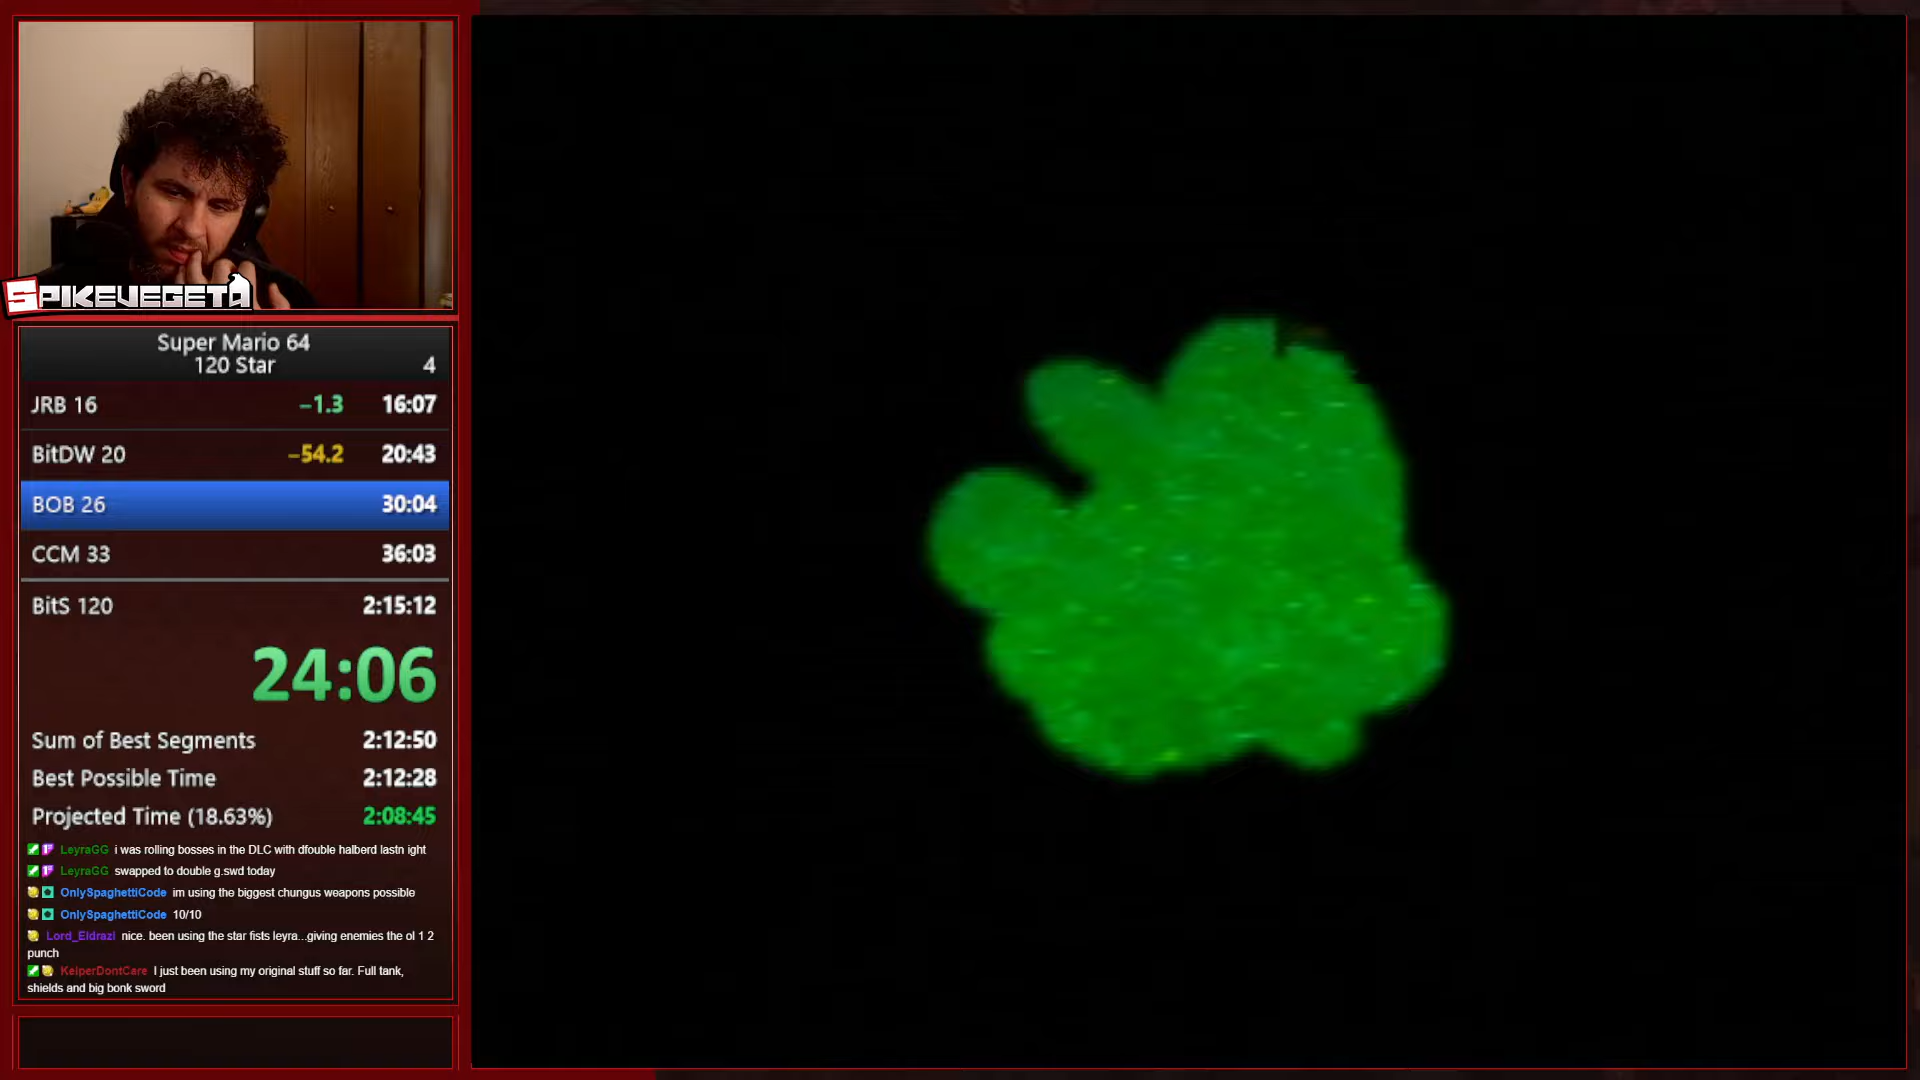 SPIKEVEGETA
Super Mario 64
120 Star 4
JRB 16 −1.3 16:07
BitDW 20 −54.2 20:43
BOB 26 30:04
CCM 33 36:03
BitS 120 2:15:12
24:06
Sum of Best Segments 2:12:50
Best Possible Time 2:12:28
Projected Time (18.63%) 2:08:45
LeyraGG i was rolling bosses in the DLC with dfouble halberd lastn ight
LeyraGG swapped to double g.swd today
OnlySpaghettiCode im using the biggest chungus weapons possible
OnlySpaghettiCode 10/10
Lord_Eldrazi nice. been using the star fists leyra...giving enemies the ol 1 2
punch
KeiperDontCare I just been using my original stuff so far. Full tank,
shields and big bonk sword